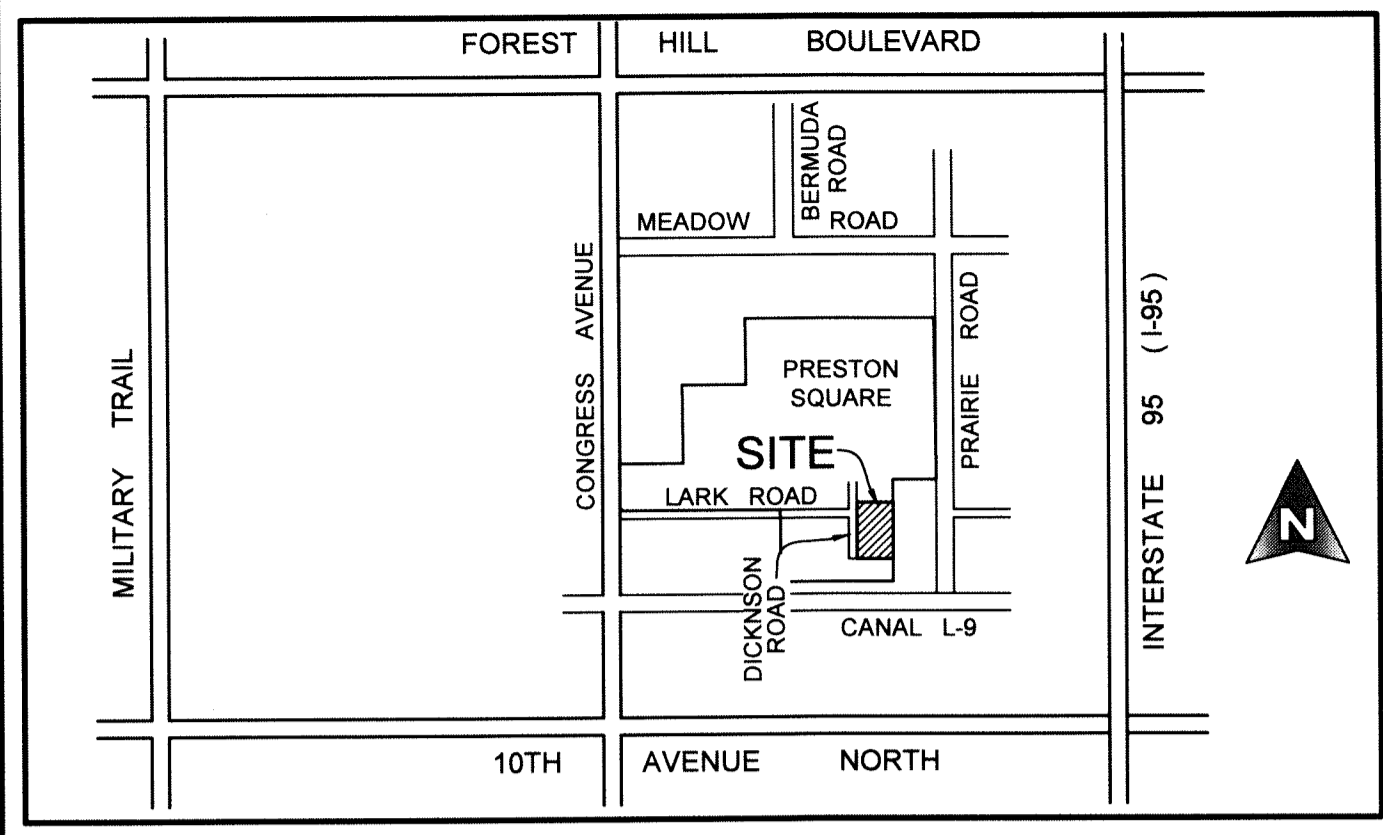 FOREST HILL BOULEVARD
BERMUDA
ROAD
MEADOW ROAD
MILITARY TRAIL
CONGRESS AVENUE
PRAIRIE ROAD
INTERSTATE 95 ( I-95 )
PRESTON
SQUARE
SITE
LARK ROAD
N
DICKNSON
ROAD
CANAL L-9
10TH AVENUE NORTH